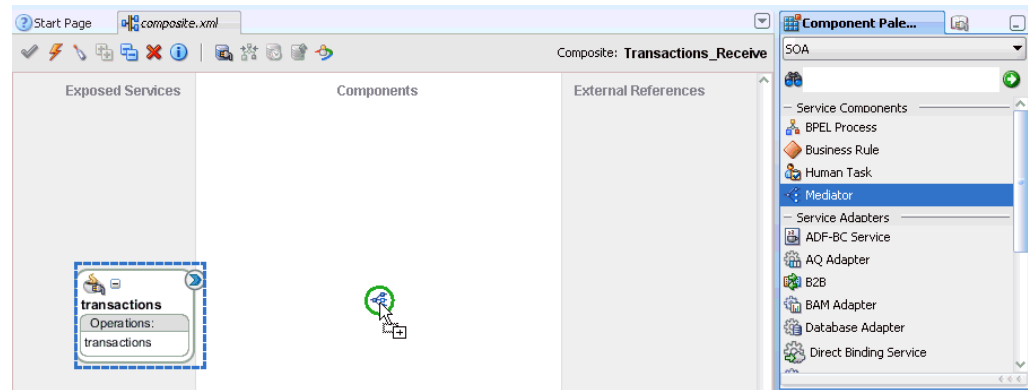 Start Page
composite.xml
Composite: Transactions_Receive
Exposed Services
Components
External References
transactions
Operations:
transactions
Component Pale...
SOA
Service Components
BPEL Process
Business Rule
Human Task
Mediator
Service Adapters
ADF-BC Service
AQ Adapter
B2B
BAM Adapter
Database Adapter
Direct Binding Service